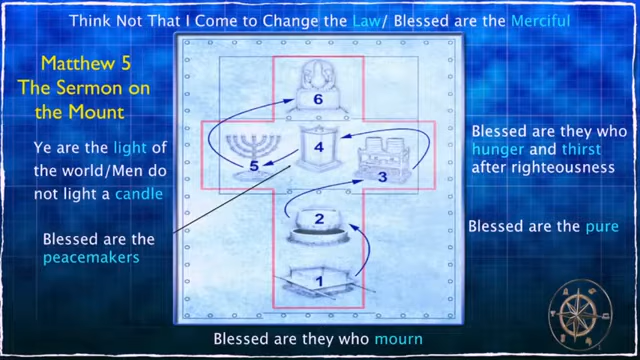 Think Not That I Come to Change the Law/ Blessed are the Merciful
Matthew 5
The Sermon on
the Mount
Ye are the light of
the world/Men do
not light a candle
Blessed are the
peacemakers
6
5
4
3
2
1
Blessed are they who
hunger and thirst
after righteousness
Blessed are the pure
Blessed are they who mourn